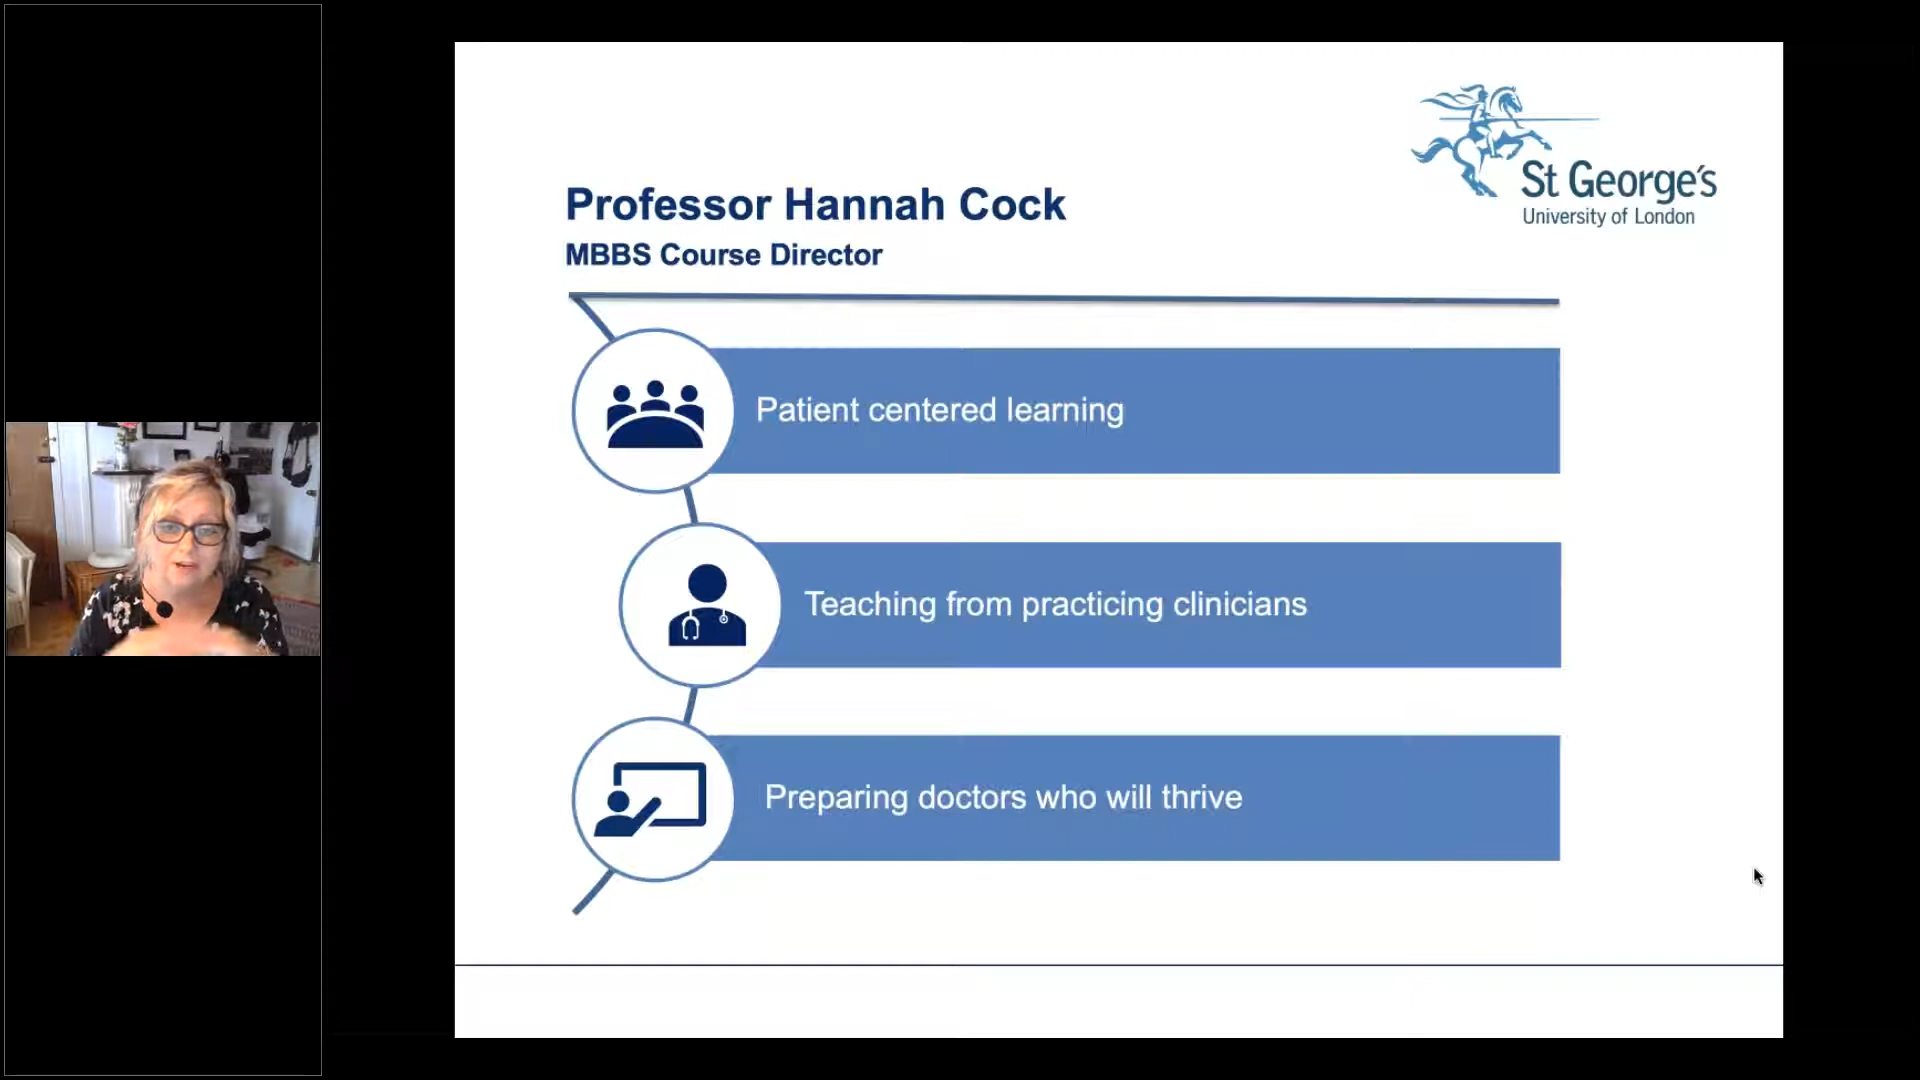 St George's
University of London
Professor Hannah Cock
MBBS Course Director
Patient centered learning
Teaching from practicing clinicians
Preparing doctors who will thrive